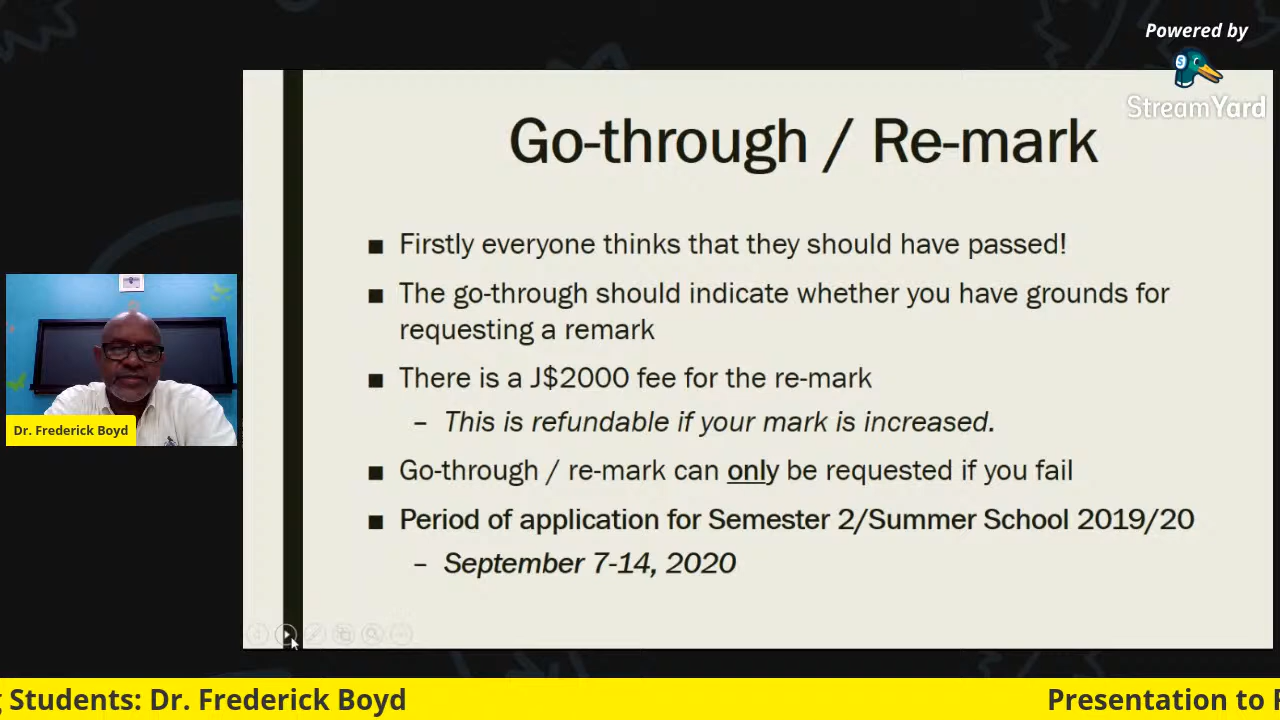 Powered by
StreamYard
Go-through / Re-mark
■ Firstly everyone thinks that they should have passed!
■ The go-through should indicate whether you have grounds for
requesting a remark
■ There is a J$2000 fee for the re-mark
– This is refundable if your mark is increased.
■ Go-through / re-mark can only be requested if you fail
■ Period of application for Semester 2/Summer School 2019/20
– September 7-14, 2020
Dr. Frederick Boyd
Students: Dr. Frederick Boyd
Presentation to